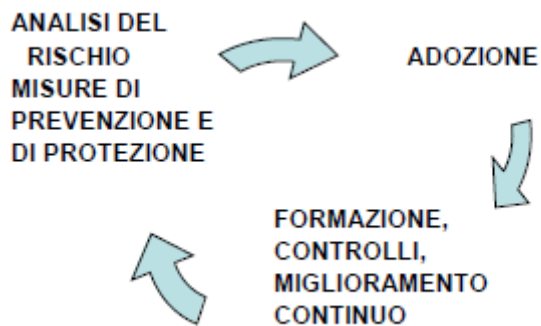 ANALISI DEL
RISCHIO
MISURE DI
PREVENZIONE E
DI PROTEZIONE
ADOZIONE
FORMAZIONE,
CONTROLLI,
MIGLIORAMENTO
CONTINUO